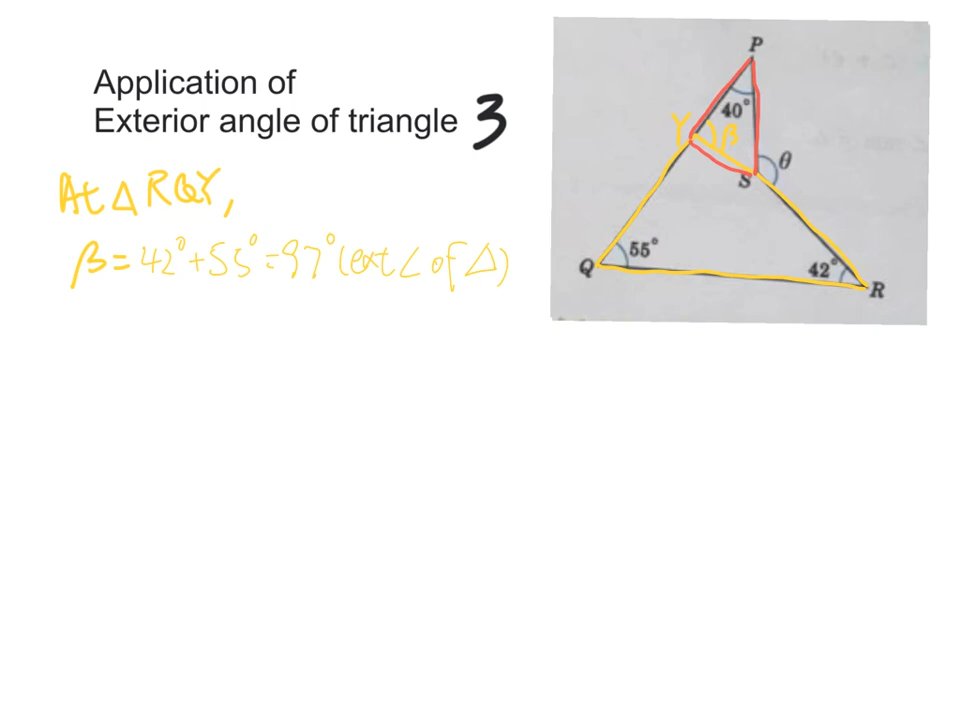 Application of
Exterior angle of triangle 3
At △RQY,
β = 42° + 55° = 97° (ext ∠ of △)
P
40°
Y
β
θ
S
55°
Q
42°
R